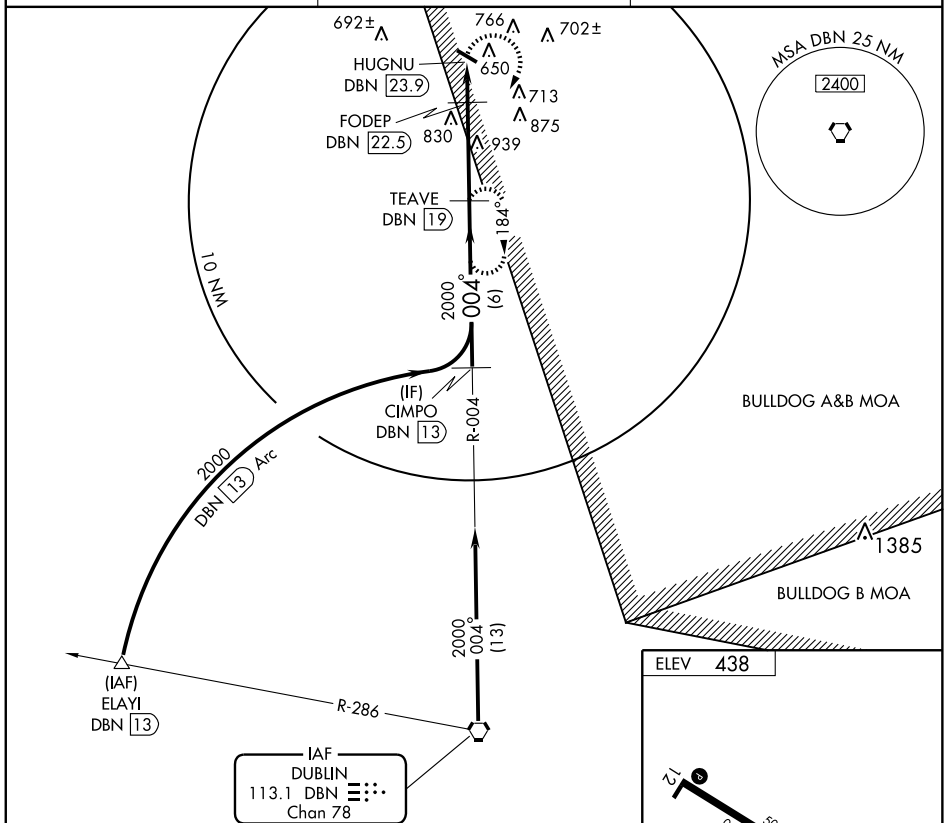 692±
766
702±
HUGNU
DBN 23.9
650
713
FODEP
DBN 22.5
830
875
939
TEAVE
DBN 19
184°
MSA DBN 25 NM
2400
10 NM
2000
004°
(6)
(IF)
CIMPO
DBN 13
R-004
2000
DBN 13 Arc
BULLDOG A&B MOA
1385
BULLDOG B MOA
2000
004°
(13)
(IAF)
ELAYI
DBN 13
R-286
IAF
DUBLIN
113.1 DBN
Chan 78
ELEV 438
12
P